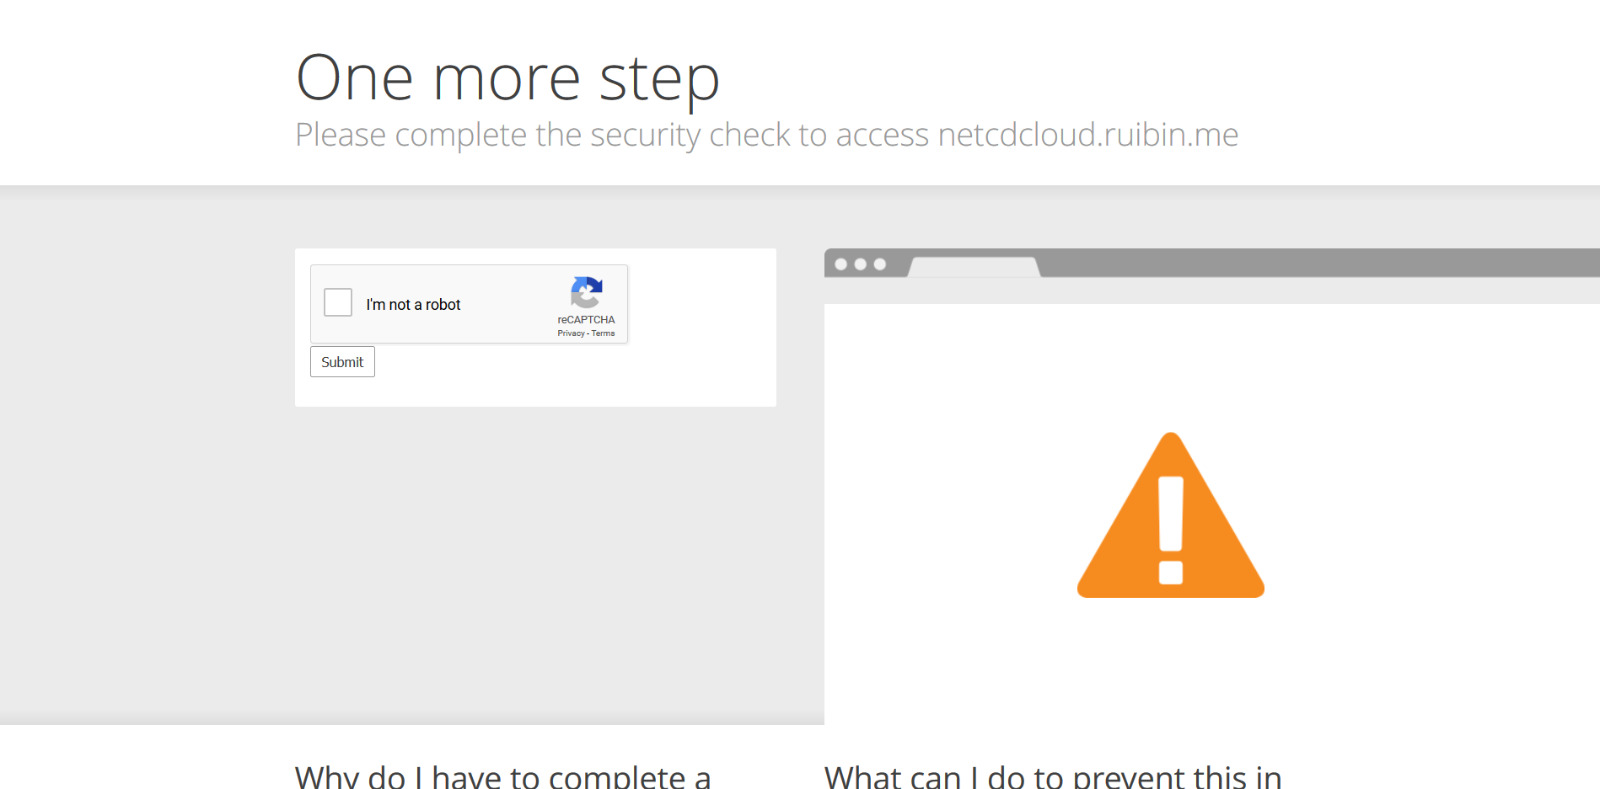 One more step
Please complete the security check to access netcdcloud.ruibin.me
I'm not a robot
reCAPTCHA
Privacy - Terms
Submit
Why do I have to complete a
What can I do to prevent this in